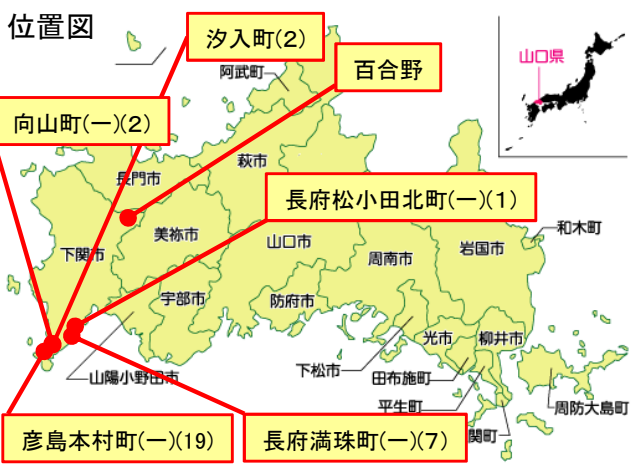 位置図
汐入町(2)
百合野
向山町(一)(2)
長府松小田北町(一)(1)
彦島本村町(一)(19)
長府満珠町(一)(7)
山口県
阿武町
萩市
長門市
美祢市
山口市
下関市
宇部市
防府市
周南市
岩国市
和木町
山陽小野田市
下松市
光市
柳井市
田布施町
平生町
関町
周防大島町